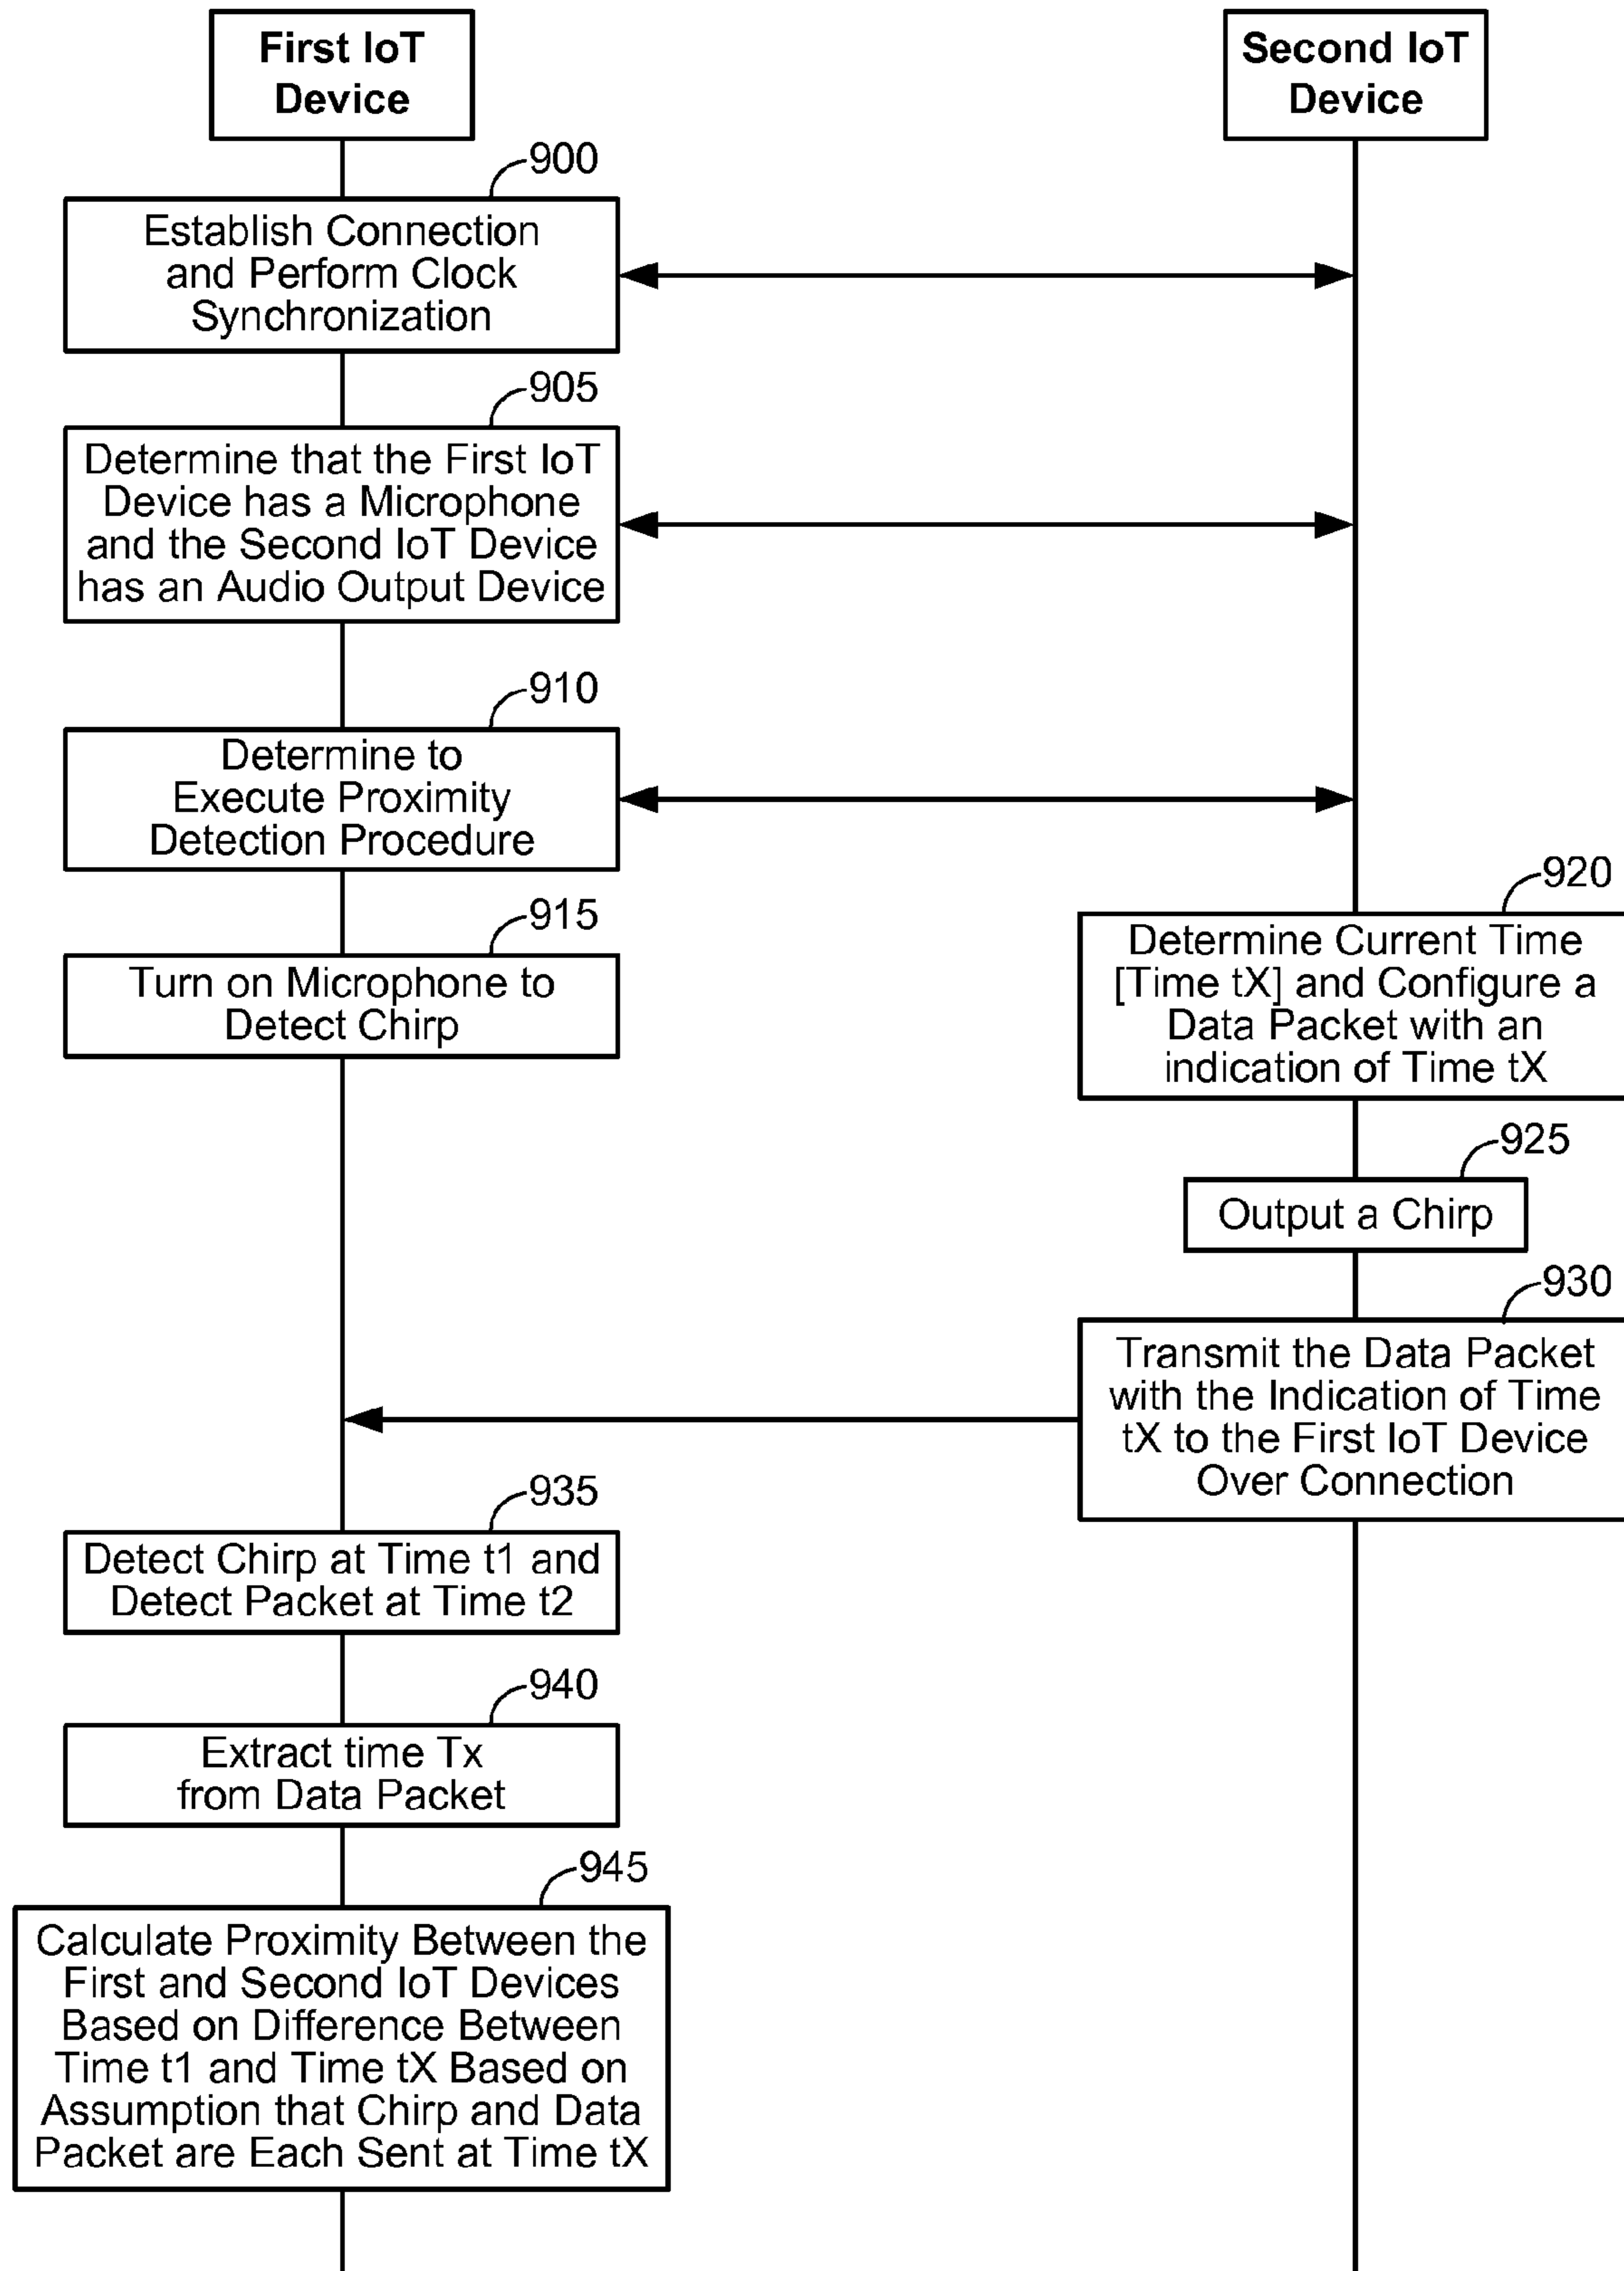 First IoT
Device
Second IoT
Device
900
Establish Connection
and Perform Clock
Synchronization
905
Determine that the First IoT
Device has a Microphone
and the Second IoT Device
has an Audio Output Device
910
Determine to
Execute Proximity
Detection Procedure
915
Turn on Microphone to
Detect Chirp
920
Determine Current Time
[Time tX] and Configure a
Data Packet with an
indication of Time tX
925
Output a Chirp
930
Transmit the Data Packet
with the Indication of Time
tX to the First IoT Device
Over Connection
935
Detect Chirp at Time t1 and
Detect Packet at Time t2
940
Extract time Tx
from Data Packet
945
Calculate Proximity Between the
First and Second IoT Devices
Based on Difference Between
Time t1 and Time tX Based on
Assumption that Chirp and Data
Packet are Each Sent at Time tX